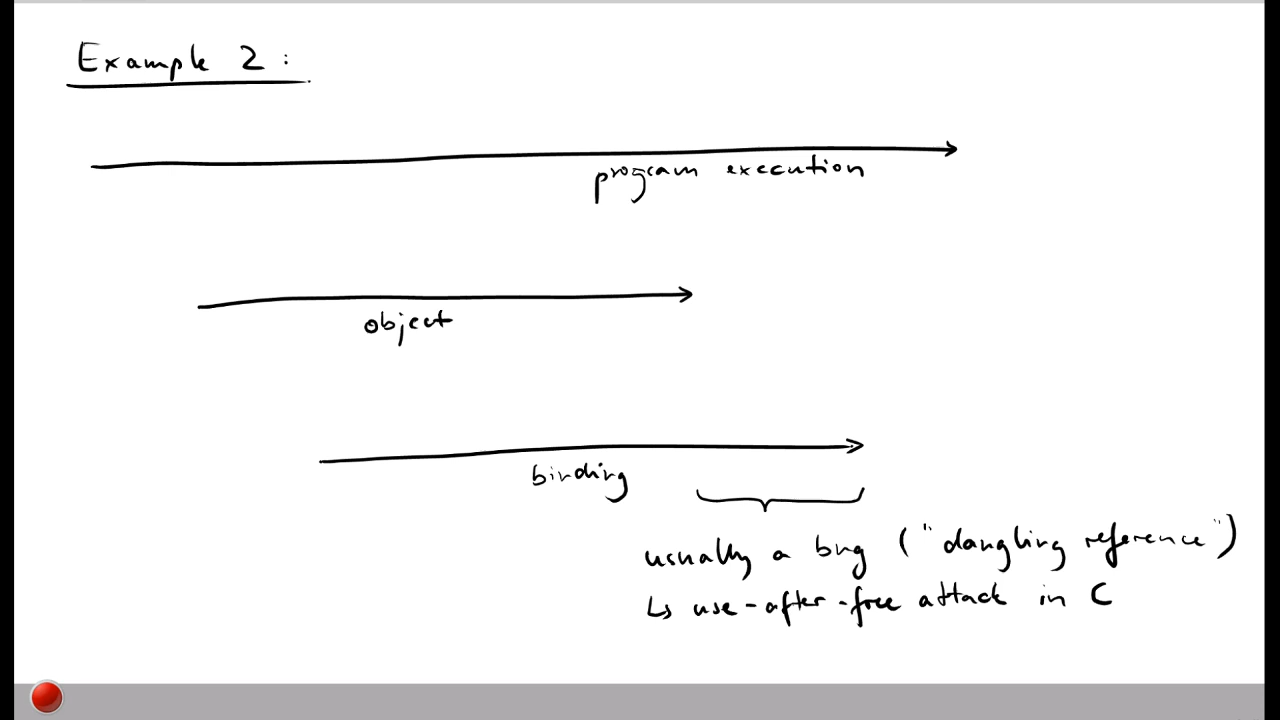 Example 2:
program execution
object
binding
usually a bug ("dangling reference")
↳ use-after-free attack in C